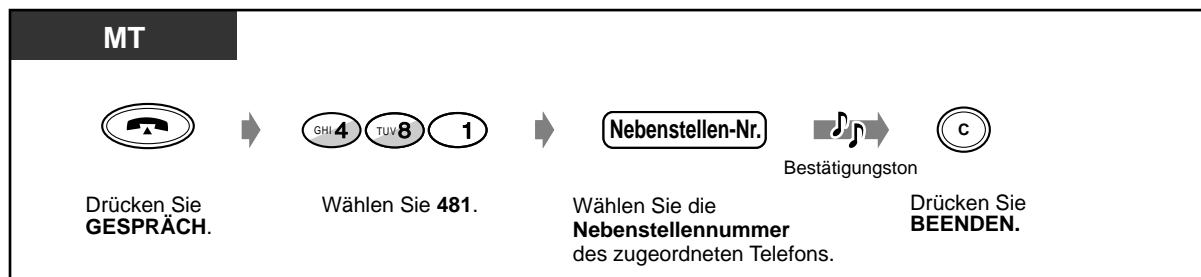 MT
GHI 4 TUV 8 1
Nebenstellen-Nr.
C
Bestätigungston
Drücken Sie
GESPRÄCH.
Wählen Sie 481.
Wählen Sie die
Nebenstellennummer
des zugeordneten Telefons.
Drücken Sie
BEENDEN.